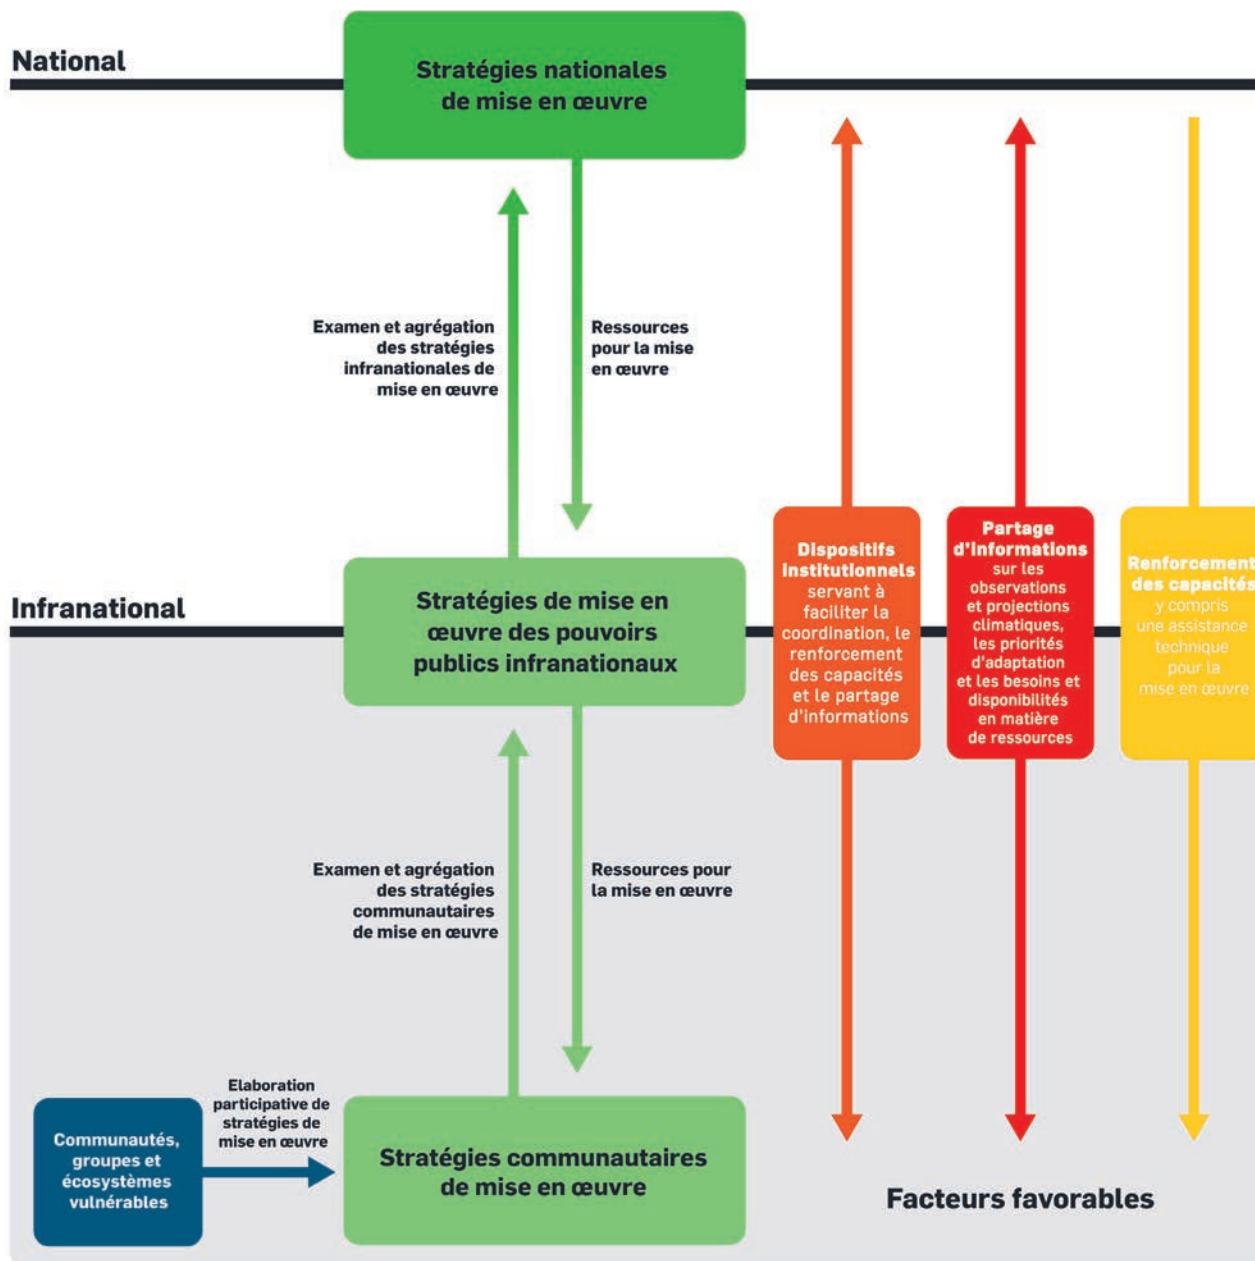 National
Stratégies nationales
de mise en œuvre
Examen et agrégation
des stratégies
infranationales de
mise en œuvre
Ressources
pour la mise
en œuvre
Infranational
Stratégies de mise en
œuvre des pouvoirs
publics infranationaux
Dispositifs
institutionnels
servant à
faciliter la
coordination, le
renforcement
des capacités
et le partage
d'informations
Partage
d'informations
sur les
observations
et projections
climatiques,
les priorités
d'adaptation
et les besoins et
disponibilités
en matière
de ressources
Renforcement
des capacités
y compris
une assistance
technique
pour la
mise en œuvre
Examen et agrégation
des stratégies
communautaires
de mise en œuvre
Ressources pour
la mise en œuvre
Communautés,
groupes et
écosystèmes
vulnérables
Elaboration
participative de
stratégies de
mise en œuvre
Stratégies communautaires
de mise en œuvre
Facteurs favorables